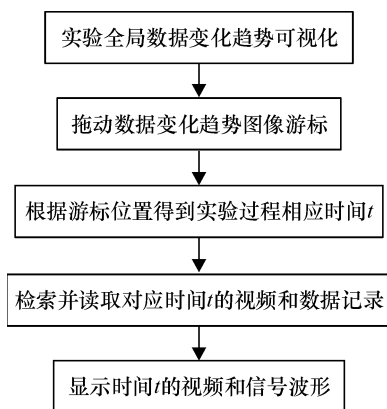 实验全局数据变化趋势可视化
拖动数据变化趋势图像游标
根据游标位置得到实验过程相应时间t
检索并读取对应时间t的视频和数据记录
显示时间t的视频和信号波形